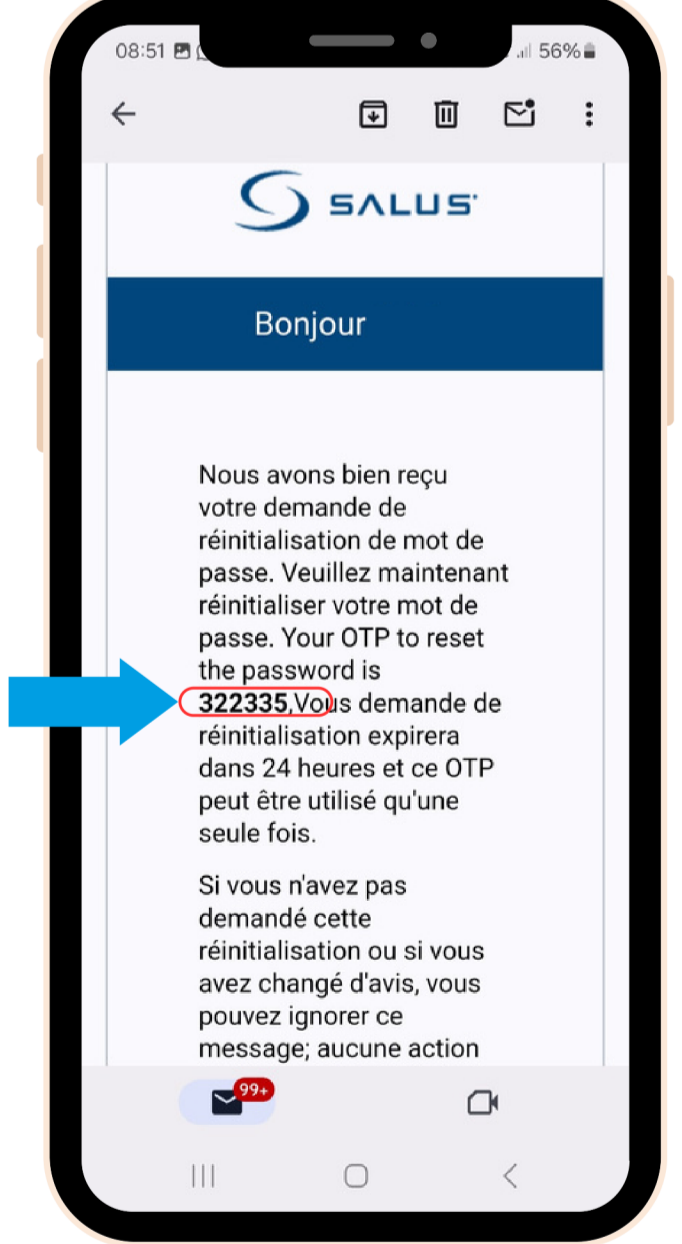 08:51 56%
SALUS
Bonjour
Nous avons bien reçu
votre demande de
réinitialisation de mot de
passe. Veuillez maintenant
réinitialiser votre mot de
passe. Your OTP to reset
the password is
322335,Vous demande de
réinitialisation expirera
dans 24 heures et ce OTP
peut être utilisé qu'une
seule fois.
Si vous n'avez pas
demandé cette
réinitialisation ou si vous
avez changé d'avis, vous
pouvez ignorer ce
message; aucune action
99+